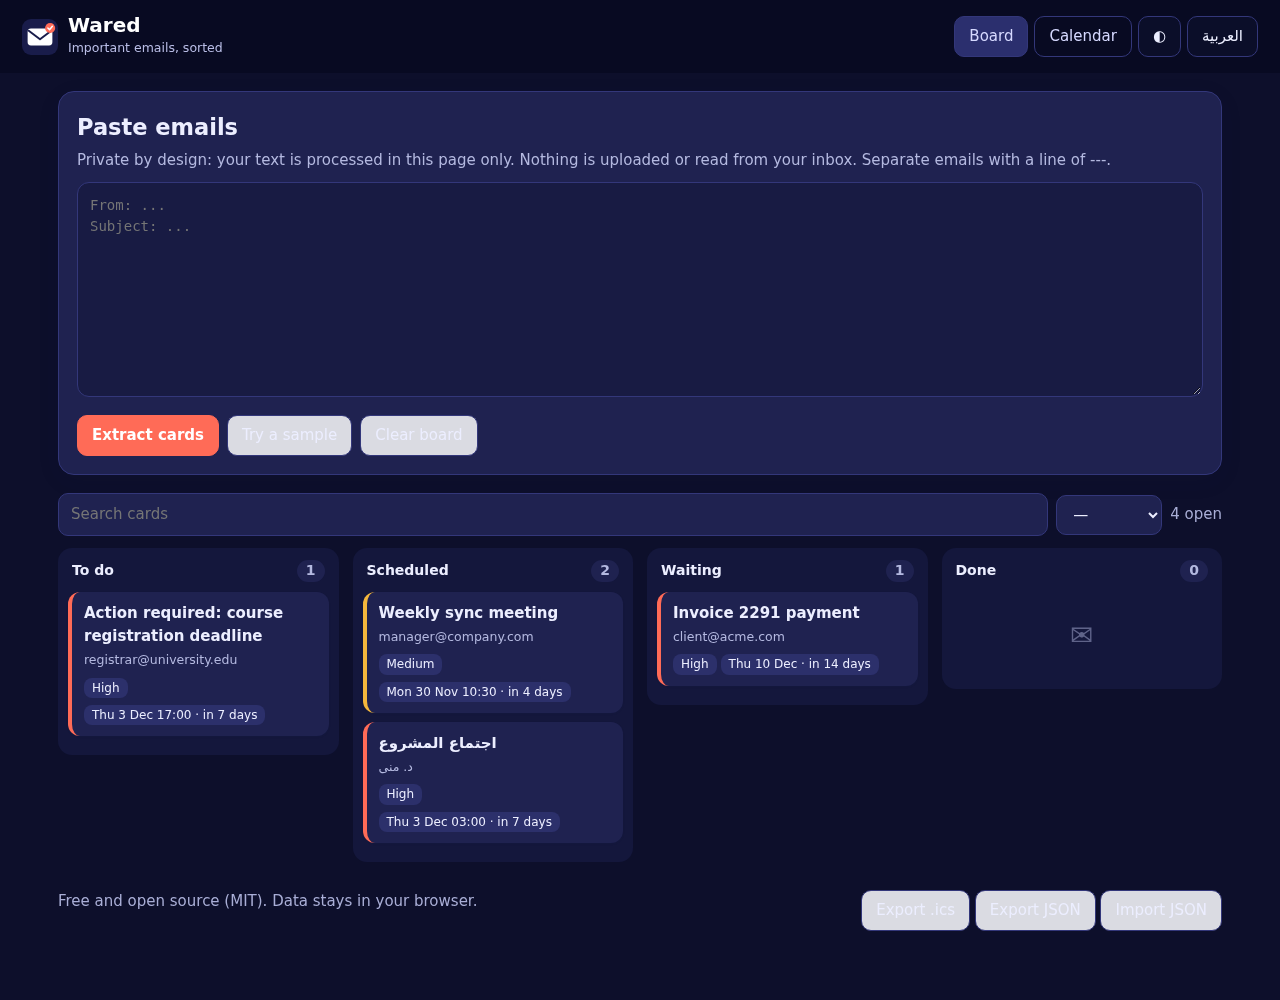 Wared
Important emails, sorted
Board
Calendar
العربية
Paste emails
Private by design: your text is processed in this page only. Nothing is uploaded or read from your inbox. Separate emails with a line of ---.
From: ...
Subject: ...
Extract cards
Try a sample
Clear board
Search cards
—
4 open
To do
1
Action required: course
registration deadline
registrar@university.edu
High
Thu 3 Dec 17:00 · in 7 days
Scheduled
2
Weekly sync meeting
manager@company.com
Medium
Mon 30 Nov 10:30 · in 4 days
اجتماع المشروع
د. منى
High
Thu 3 Dec 03:00 · in 7 days
Waiting
1
Invoice 2291 payment
client@acme.com
High
Thu 10 Dec · in 14 days
Done
0
Free and open source (MIT). Data stays in your browser.
Export .ics
Export JSON
Import JSON